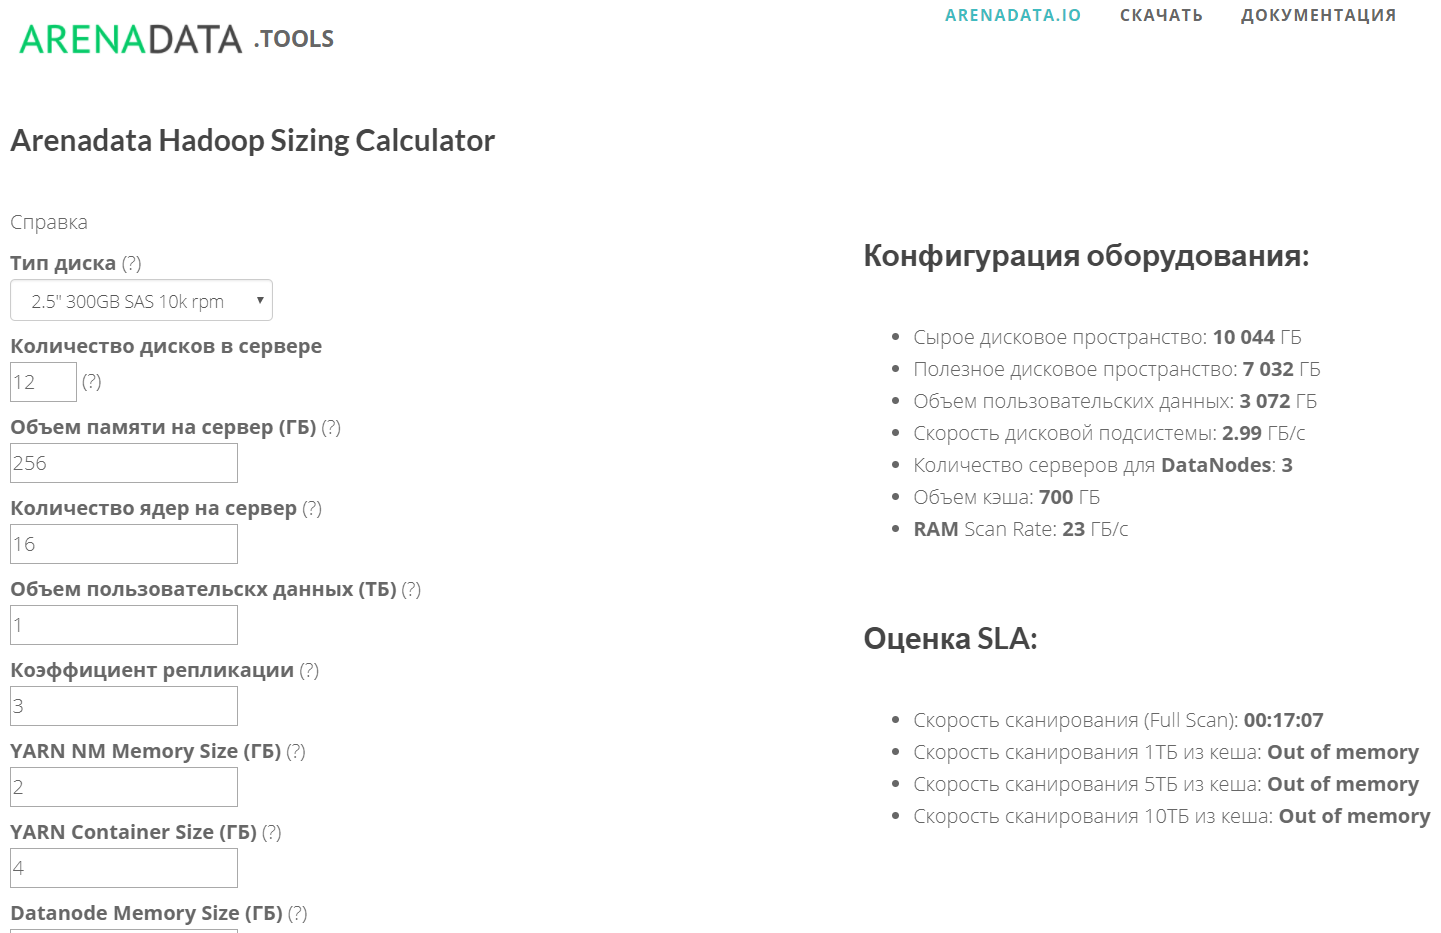 ARENADATA .TOOLS
ARENADATA.IO СКАЧАТЬ ДОКУМЕНТАЦИЯ
Arenadata Hadoop Sizing Calculator
Справка
Тип диска (?)
2.5" 300GB SAS 10k rpm
Количество дисков в сервере
12 (?)
Объем памяти на сервер (ГБ) (?)
256
Количество ядер на сервер (?)
16
Объем пользовательскх данных (ТБ) (?)
1
Коэффициент репликации (?)
3
YARN NM Memory Size (ГБ) (?)
2
YARN Container Size (ГБ) (?)
4
Datanode Memory Size (ГБ) (?)
Конфигурация оборудования:
Сырое дисковое пространство: 10 044 ГБ
Полезное дисковое пространство: 7 032 ГБ
Объем пользовательских данных: 3 072 ГБ
Скорость дисковой подсистемы: 2.99 ГБ/с
Количество серверов для DataNodes: 3
Объем кэша: 700 ГБ
RAM Scan Rate: 23 ГБ/с
Оценка SLA:
Скорость сканирования (Full Scan): 00:17:07
Скорость сканирования 1ТБ из кеша: Out of memory
Скорость сканирования 5ТБ из кеша: Out of memory
Скорость сканирования 10ТБ из кеша: Out of memory